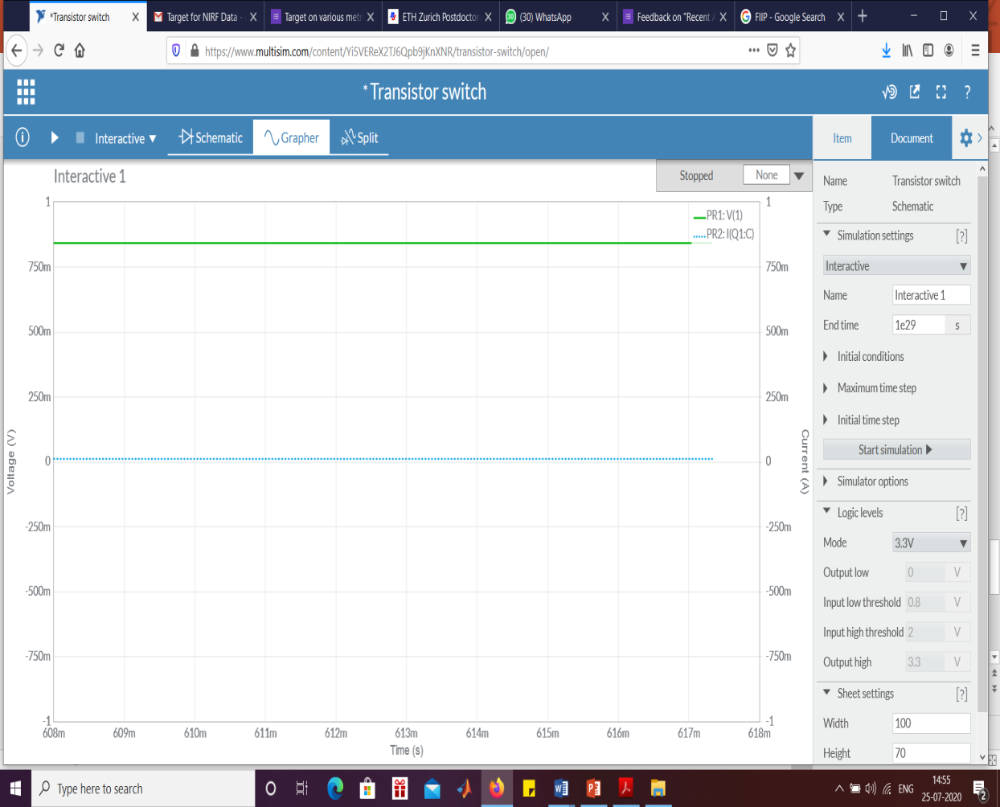 *Transistor switch
Target for NIRF Data -
Target on various metr
ETH Zurich Postdoctor
(30) WhatsApp
Feedback on "Recent A
FIIP - Google Search
https://www.multisim.com/content/Yi5VEReX2TJ6Qpb9jKnXNR/transistor-switch/open/
*Transistor switch
?
Interactive
Schematic
Grapher
Split
Item
Document
Interactive 1
Stopped
None
PR1: V(1)
PR2: I(Q1:C)
1
750m
500m
250m
0
-250m
-500m
-750m
-1
Voltage (V)
1
750m
500m
250m
0
-250m
-500m
-750m
-1
Current (A)
608m 609m 610m 611m 612m 613m 614m 615m 616m 617m 618m
Time (s)
Name Transistor switch
Type Schematic
Simulation settings [?]
Interactive
Name Interactive 1
End time 1e29 s
Initial conditions
Maximum time step
Initial time step
Start simulation
Simulator options
Logic levels [?]
Mode 3.3V
Output low 0 V
Input low threshold 0.8 V
Input high threshold 2 V
Output high 3.3 V
Sheet settings [?]
Width 100
Height 70
Type here to search
ENG
14:55
25-07-2020
2